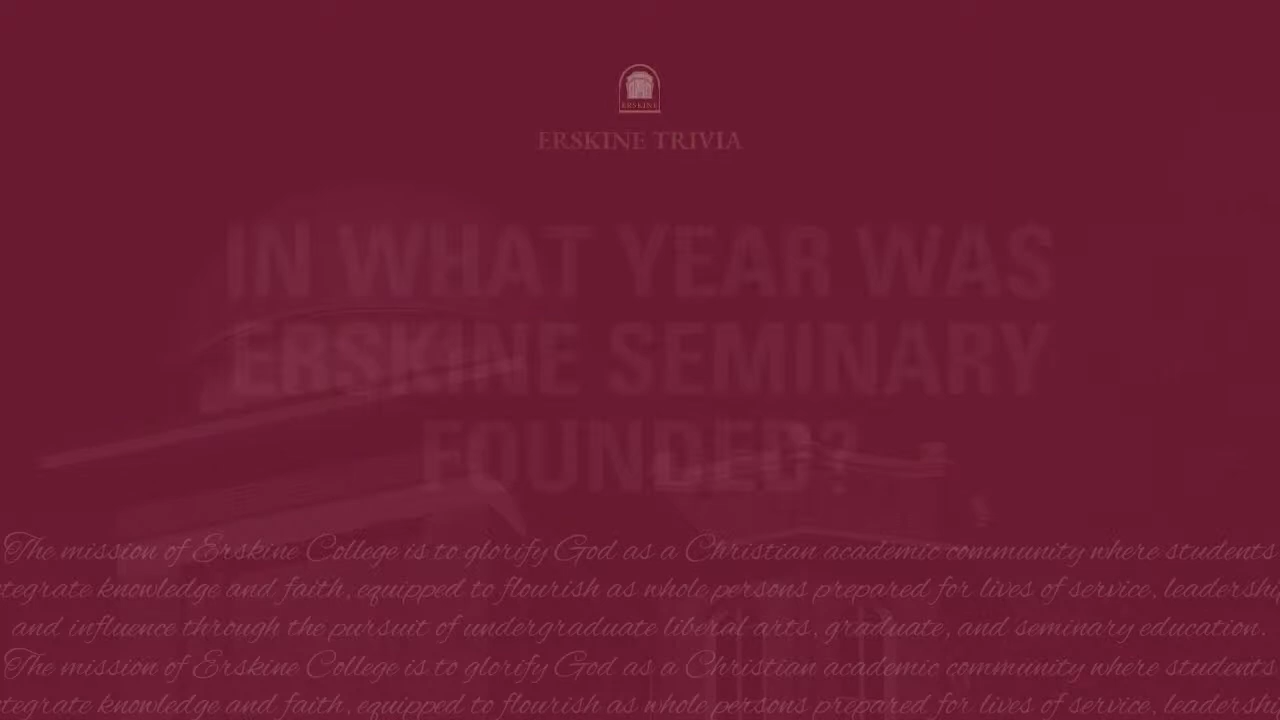 ERSKINE
ERSKINE TRIVIA
IN WHAT YEAR WAS
ERSKINE SEMINARY
FOUNDED?
The mission of Erskine College is to glorify God as a Christian academic community where students
tegrate knowledge and faith, equipped to flourish as whole persons prepared for lives of service, leadership
and influence through the pursuit of undergraduate liberal arts, graduate, and seminary education.
The mission of Erskine College is to glorify God as a Christian academic community where students
tegrate knowledge and faith, equipped to flourish as whole persons prepared for lives of service, leadership